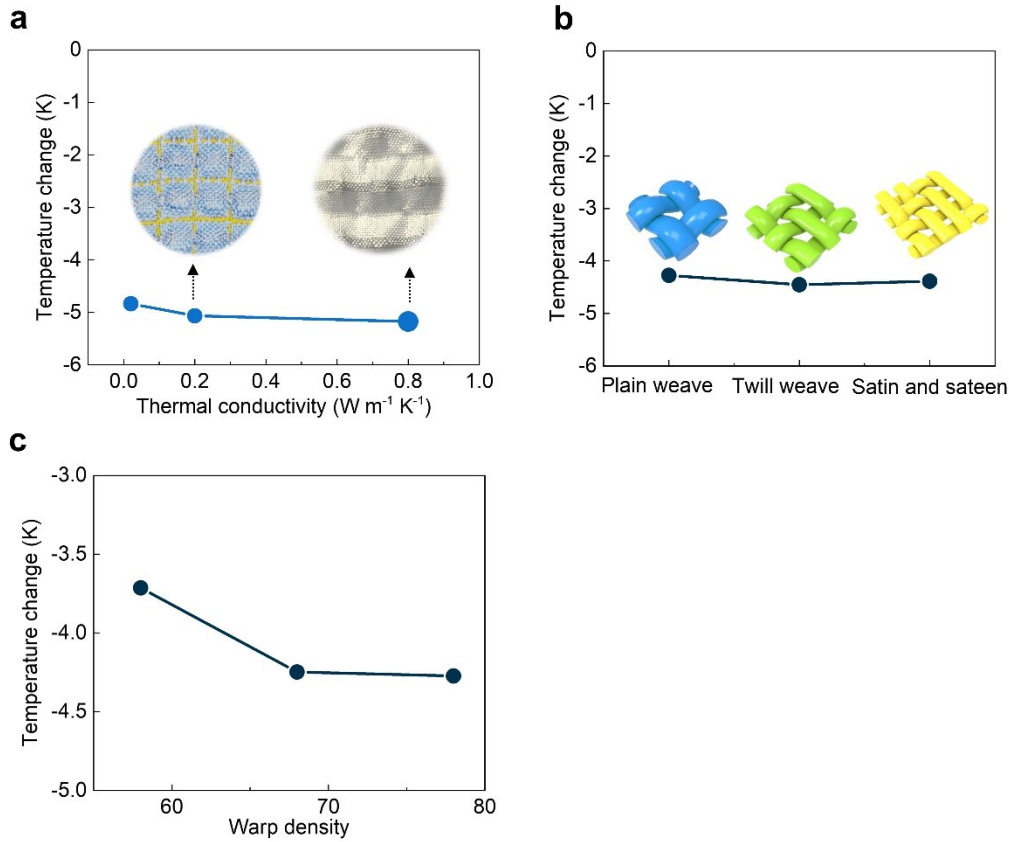 a
Temperature change (K)
0
-1
-2
-3
-4
-5
-6
0.0 0.2 0.4 0.6 0.8 1.0
Thermal conductivity (W m⁻¹ K⁻¹)
b
Temperature change (K)
0
-1
-2
-3
-4
-5
-6
Plain weave Twill weave Satin and sateen
c
Temperature change (K)
-3.0
-3.5
-4.0
-4.5
-5.0
60 70 80
Warp density